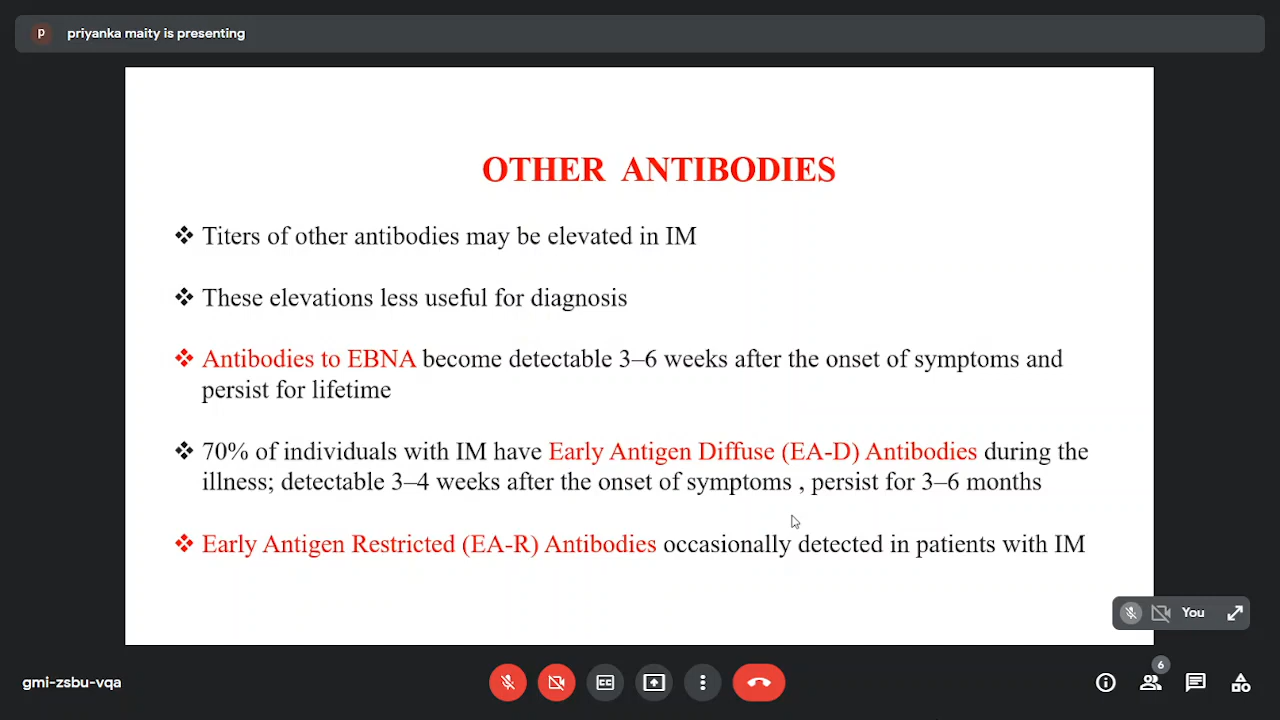 P priyanka maity is presenting
OTHER ANTIBODIES
❖ Titers of other antibodies may be elevated in IM
❖ These elevations less useful for diagnosis
❖ Antibodies to EBNA become detectable 3–6 weeks after the onset of symptoms and
persist for lifetime
❖ 70% of individuals with IM have Early Antigen Diffuse (EA-D) Antibodies during the
illness; detectable 3–4 weeks after the onset of symptoms , persist for 3–6 months
❖ Early Antigen Restricted (EA-R) Antibodies occasionally detected in patients with IM
You
gmi-zsbu-vqa
CC
6